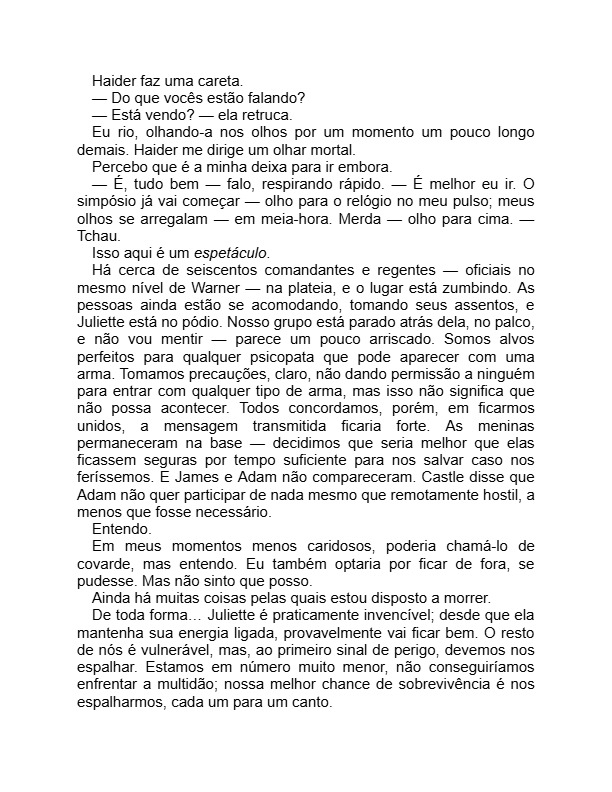 Haider faz uma careta.
— Do que vocês estão falando?
— Está vendo? — ela retruca.
Eu rio, olhando-a nos olhos por um momento um pouco longo
demais. Haider me dirige um olhar mortal.
Percebo que é a minha deixa para ir embora.
— É, tudo bem — falo, respirando rápido. — É melhor eu ir. O
simpósio já vai começar — olho para o relógio no meu pulso; meus
olhos se arregalam — em meia-hora. Merda — olho para cima. —
Tchau.
Isso aqui é um espetáculo.
Há cerca de seiscentos comandantes e regentes — oficiais no
mesmo nível de Warner — na plateia, e o lugar está zumbindo. As
pessoas ainda estão se acomodando, tomando seus assentos, e
Juliette está no pódio. Nosso grupo está parado atrás dela, no palco,
e não vou mentir — parece um pouco arriscado. Somos alvos
perfeitos para qualquer psicopata que pode aparecer com uma
arma. Tomamos precauções, claro, não dando permissão a ninguém
para entrar com qualquer tipo de arma, mas isso não significa que
não possa acontecer. Todos concordamos, porém, em ficarmos
unidos, a mensagem transmitida ficaria forte. As meninas
permaneceram na base — decidimos que seria melhor que elas
ficassem seguras por tempo suficiente para nos salvar caso nos
feríssemos. E James e Adam não compareceram. Castle disse que
Adam não quer participar de nada mesmo que remotamente hostil, a
menos que fosse necessário.
Entendo.
Em meus momentos menos caridosos, poderia chamá-lo de
covarde, mas entendo. Eu também optaria por ficar de fora, se
pudesse. Mas não sinto que posso.
Ainda há muitas coisas pelas quais estou disposto a morrer.
De toda forma… Juliette é praticamente invencível; desde que ela
mantenha sua energia ligada, provavelmente vai ficar bem. O resto
de nós é vulnerável, mas, ao primeiro sinal de perigo, devemos nos
espalhar. Estamos em número muito menor, não conseguiríamos
enfrentar a multidão; nossa melhor chance de sobrevivência é nos
espalharmos, cada um para um canto.